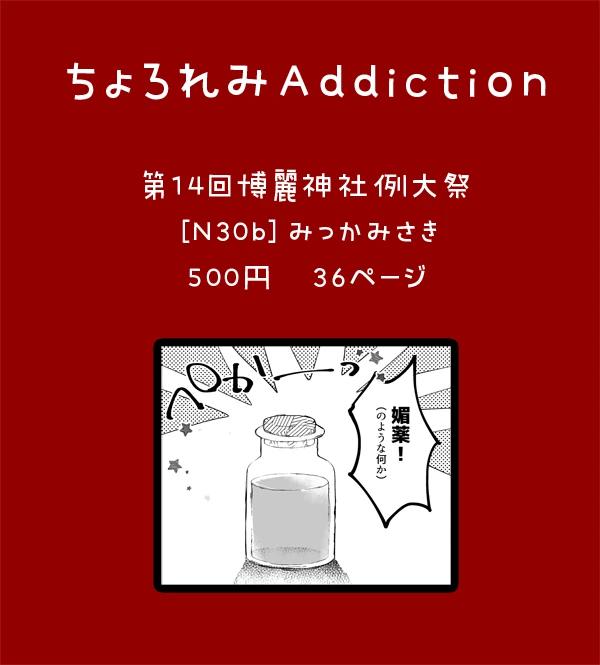 ちょろれみAddiction
第14回博麗神社例大祭
[N30b] みっかみさき
500円 36ページ
ペかーっ
媚薬！
（のような何か）